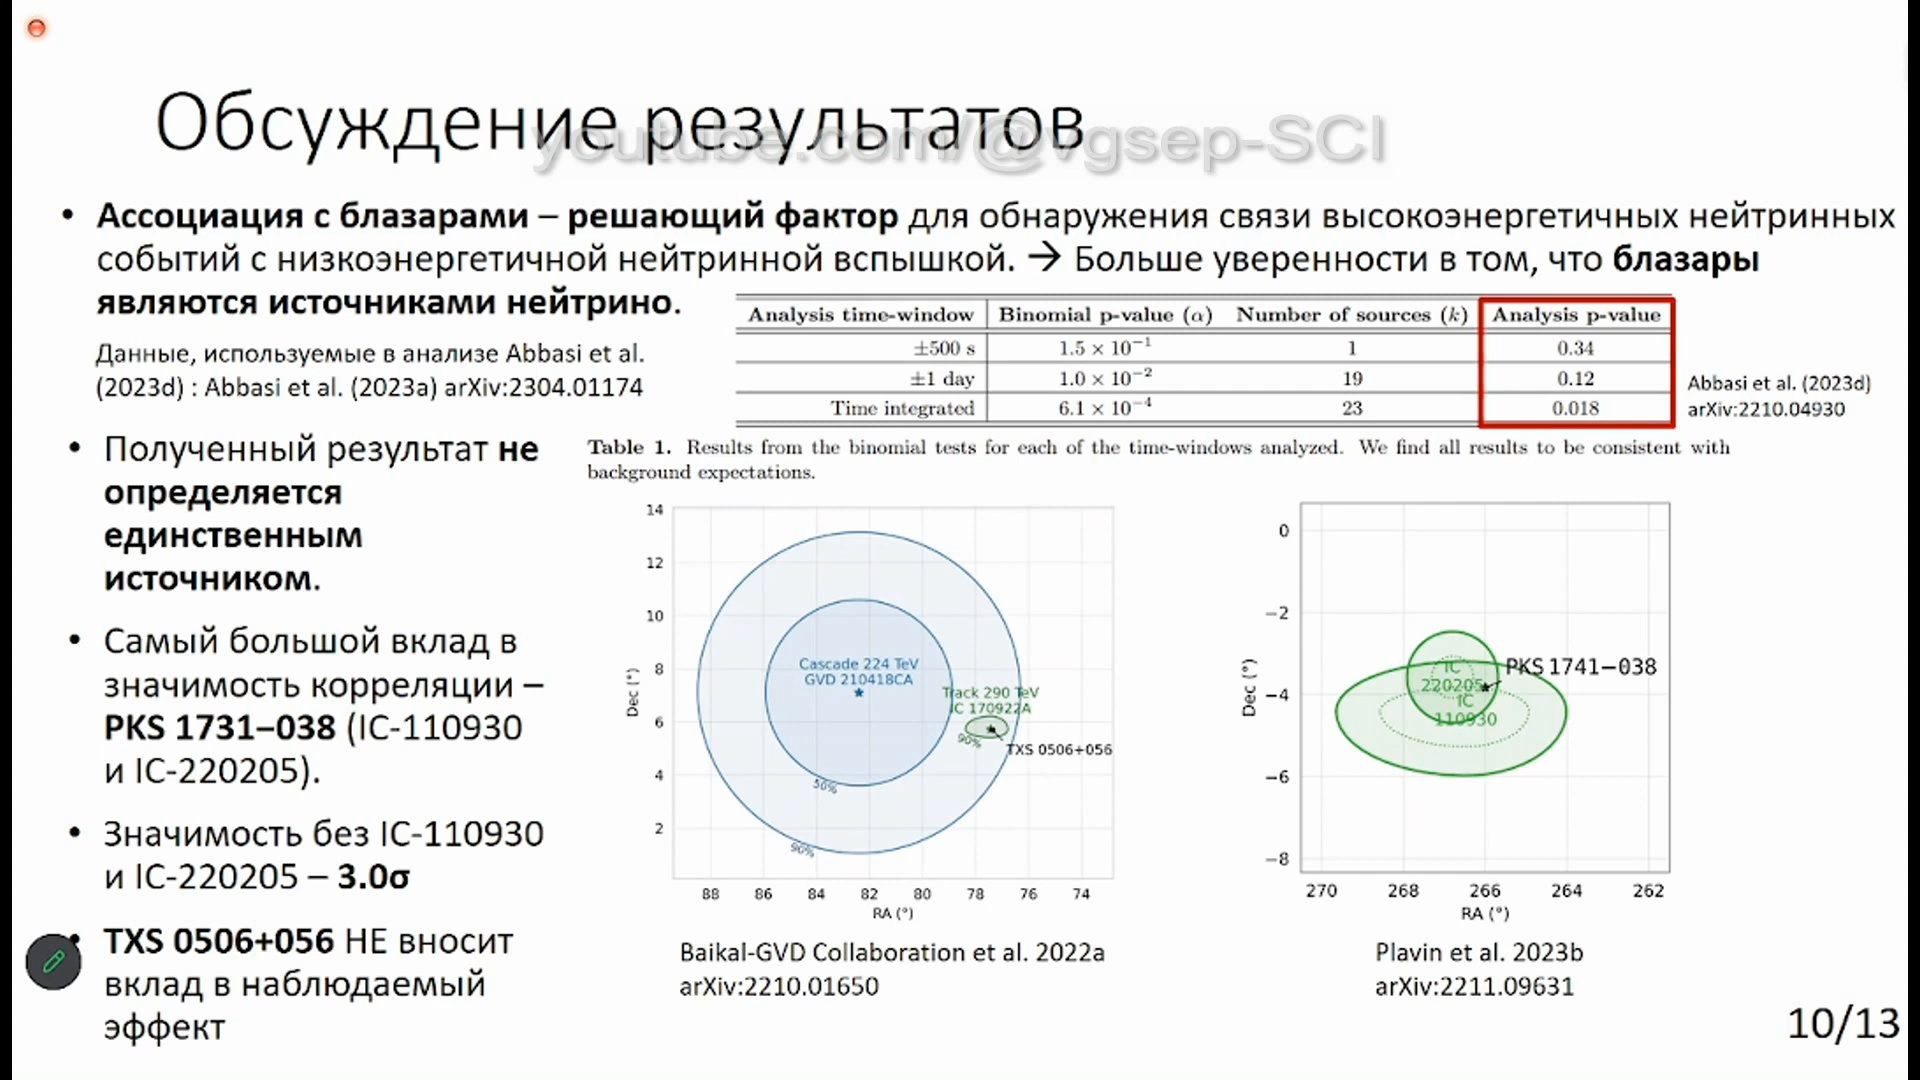 Обсуждение результатов
youtube.com/@vgsep-SCI
• Ассоциация с блазарами – решающий фактор для обнаружения связи высокоэнергетичных нейтринных
событий с низкоэнергетичной нейтринной вспышкой. → Больше уверенности в том, что блазары
являются источниками нейтрино.
Данные, используемые в анализе Abbasi et al.
(2023d) : Abbasi et al. (2023a) arXiv:2304.01174
Analysis time-window Binomial p-value (α) Number of sources (k) Analysis p-value
±500 s 1.5 × 10⁻¹ 1 0.34
±1 day 1.0 × 10⁻² 19 0.12
Time integrated 6.1 × 10⁻⁴ 23 0.018
Abbasi et al. (2023d)
arXiv:2210.04930
Table 1. Results from the binomial tests for each of the time-windows analyzed. We find all results to be consistent with
background expectations.
• Полученный результат не
определяется
единственным
источником.
• Самый большой вклад в
значимость корреляции –
PKS 1731–038 (IC-110930
и IC-220205).
• Значимость без IC-110930
и IC-220205 – 3.0σ
• TXS 0506+056 НЕ вносит
вклад в наблюдаемый
эффект
14
12
10
8
6
4
2
Dec (°)
Cascade 224 TeV
GVD 210418CA
Track 290 TeV
IC 170922A
90%
TXS 0506+056
50%
90%
88 86 84 82 80 78 76 74
RA (°)
Baikal-GVD Collaboration et al. 2022a
arXiv:2210.01650
0
−2
−4
−6
−8
Dec (°)
PKS 1741−038
IC
220205
IC
110930
270 268 266 264 262
RA (°)
Plavin et al. 2023b
arXiv:2211.09631
10/13